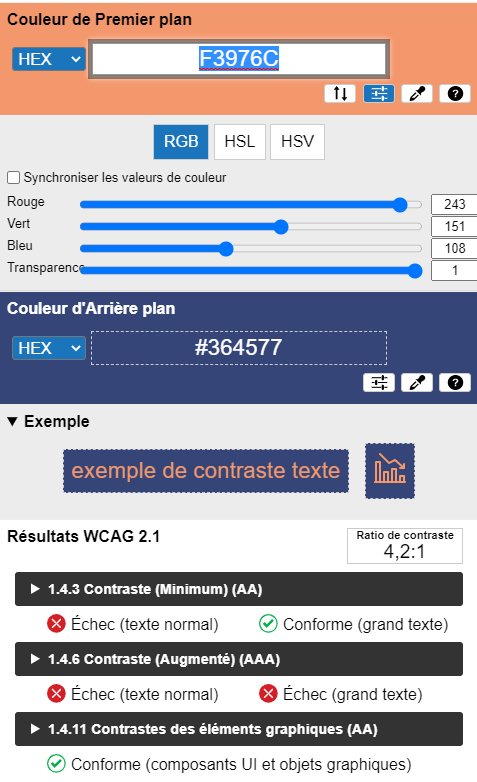 Couleur de Premier plan
HEX
F3976C
RGB HSL HSV
Synchroniser les valeurs de couleur
Rouge 243
Vert 151
Bleu 108
Transparence 1
Couleur d'Arrière plan
HEX
#364577
Exemple
exemple de contraste texte
Résultats WCAG 2.1
Ratio de contraste
4,2:1
1.4.3 Contraste (Minimum) (AA)
Échec (texte normal) Conforme (grand texte)
1.4.6 Contraste (Augmenté) (AAA)
Échec (texte normal) Échec (grand texte)
1.4.11 Contrastes des éléments graphiques (AA)
Conforme (composants UI et objets graphiques)